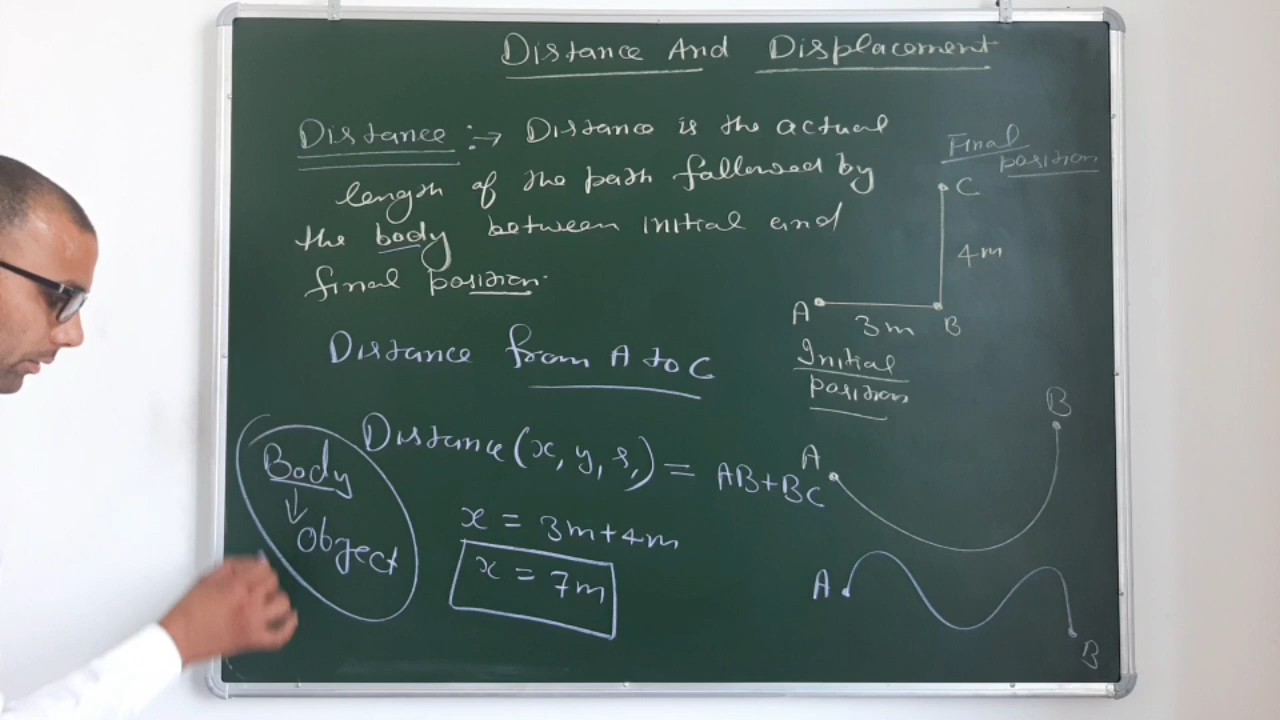 Distance And Displacement
Distance :→ Distance is the actual
length of the path followed by
the body between initial and
final position.
Distance from A to C
Distance (x, y, s,) = AB+BC
x = 3m+4m
x = 7m
Body
↓
Object
Final
position
C
4m
A
3m B
Initial
position
B
A
A
B